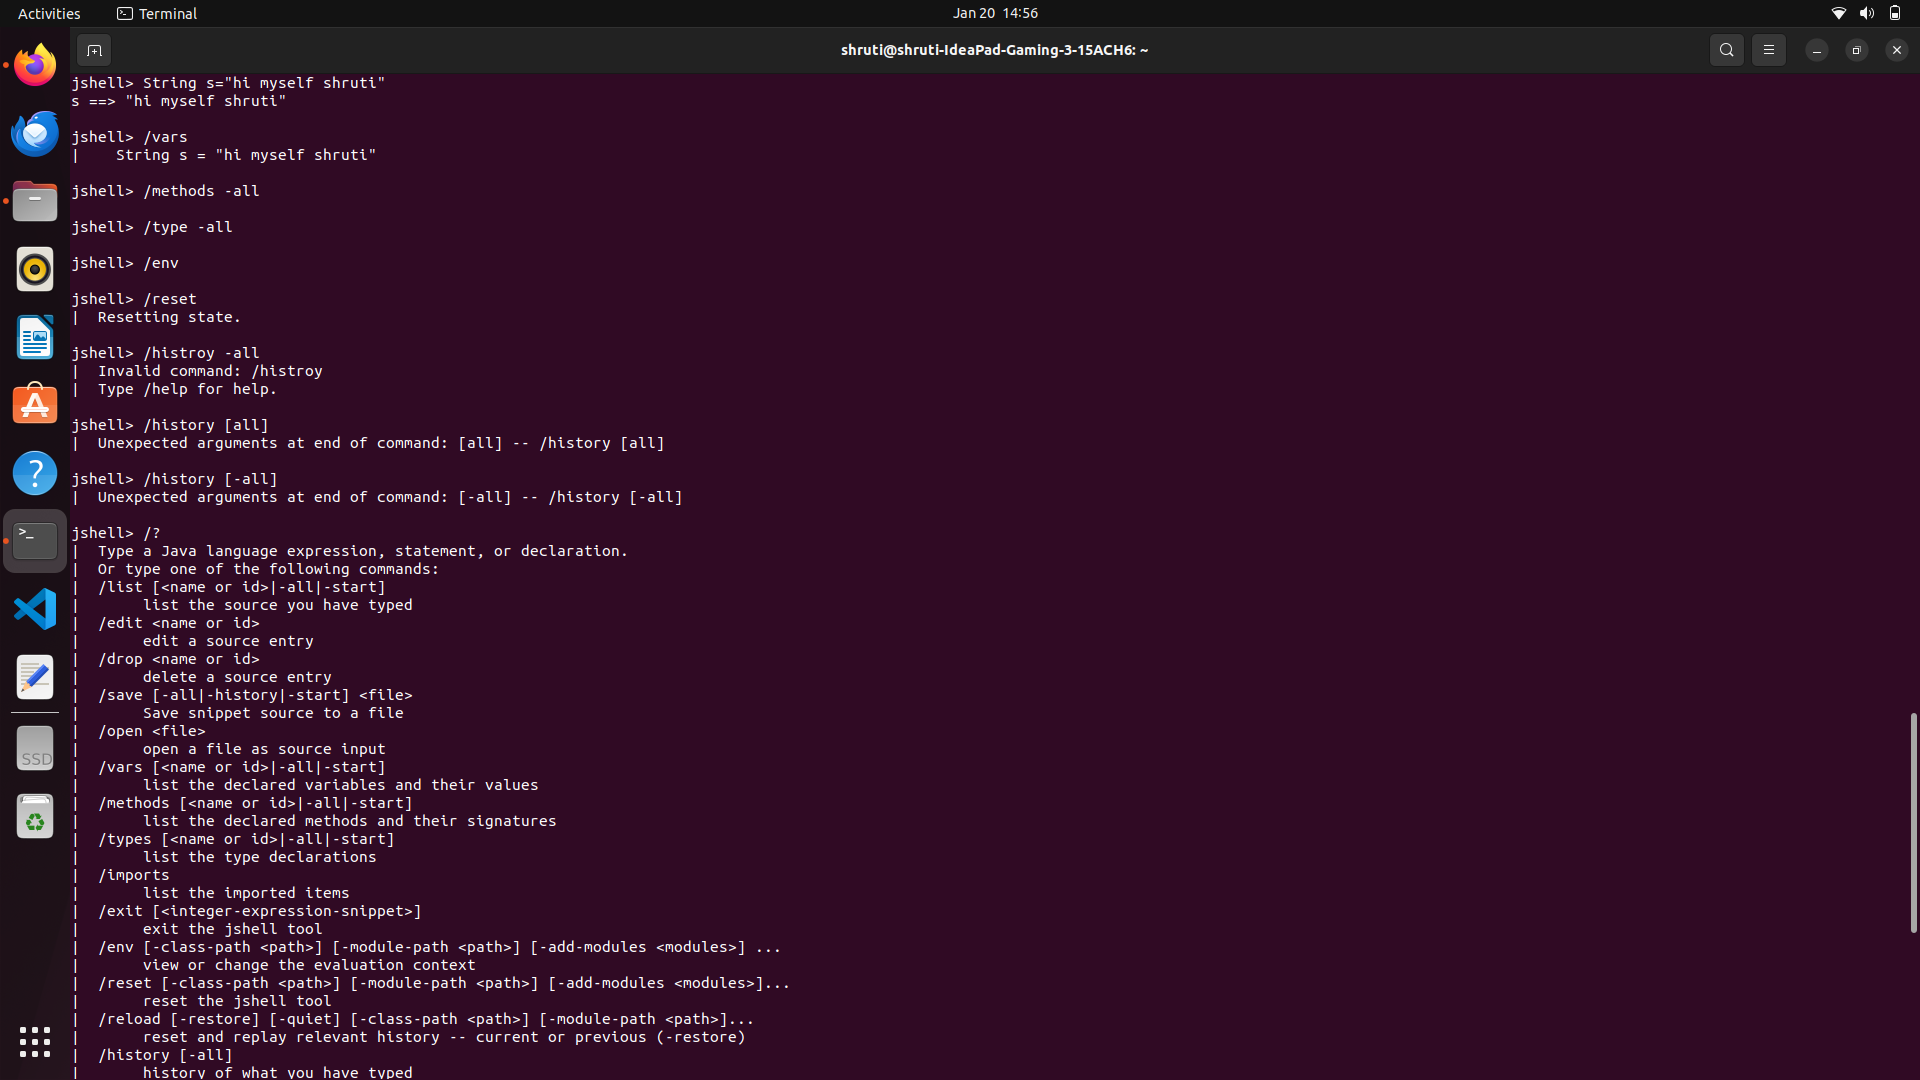 Activities
Terminal
Jan 20 14:56
shruti@shruti-IdeaPad-Gaming-3-15ACH6: ~
jshell> String s="hi myself shruti"
s ==> "hi myself shruti"
jshell> /vars
|    String s = "hi myself shruti"
jshell> /methods -all
jshell> /type -all
jshell> /env
jshell> /reset
|  Resetting state.
jshell> /histroy -all
|  Invalid command: /histroy
|  Type /help for help.
jshell> /history [all]
|  Unexpected arguments at end of command: [all] -- /history [all]
jshell> /history [-all]
|  Unexpected arguments at end of command: [-all] -- /history [-all]
jshell> /?
|  Type a Java language expression, statement, or declaration.
|  Or type one of the following commands:
|  /list [<name or id>|-all|-start]
|       list the source you have typed
|  /edit <name or id>
|       edit a source entry
|  /drop <name or id>
|       delete a source entry
|  /save [-all|-history|-start] <file>
|       Save snippet source to a file
|  /open <file>
|       open a file as source input
|  /vars [<name or id>|-all|-start]
|       list the declared variables and their values
|  /methods [<name or id>|-all|-start]
|       list the declared methods and their signatures
|  /types [<name or id>|-all|-start]
|       list the type declarations
|  /imports
|       list the imported items
|  /exit [<integer-expression-snippet>]
|       exit the jshell tool
|  /env [-class-path <path>] [-module-path <path>] [-add-modules <modules>] ...
|       view or change the evaluation context
|  /reset [-class-path <path>] [-module-path <path>] [-add-modules <modules>]...
|       reset the jshell tool
|  /reload [-restore] [-quiet] [-class-path <path>] [-module-path <path>]...
|       reset and replay relevant history -- current or previous (-restore)
|  /history [-all]
|       history of what you have typed
SSD